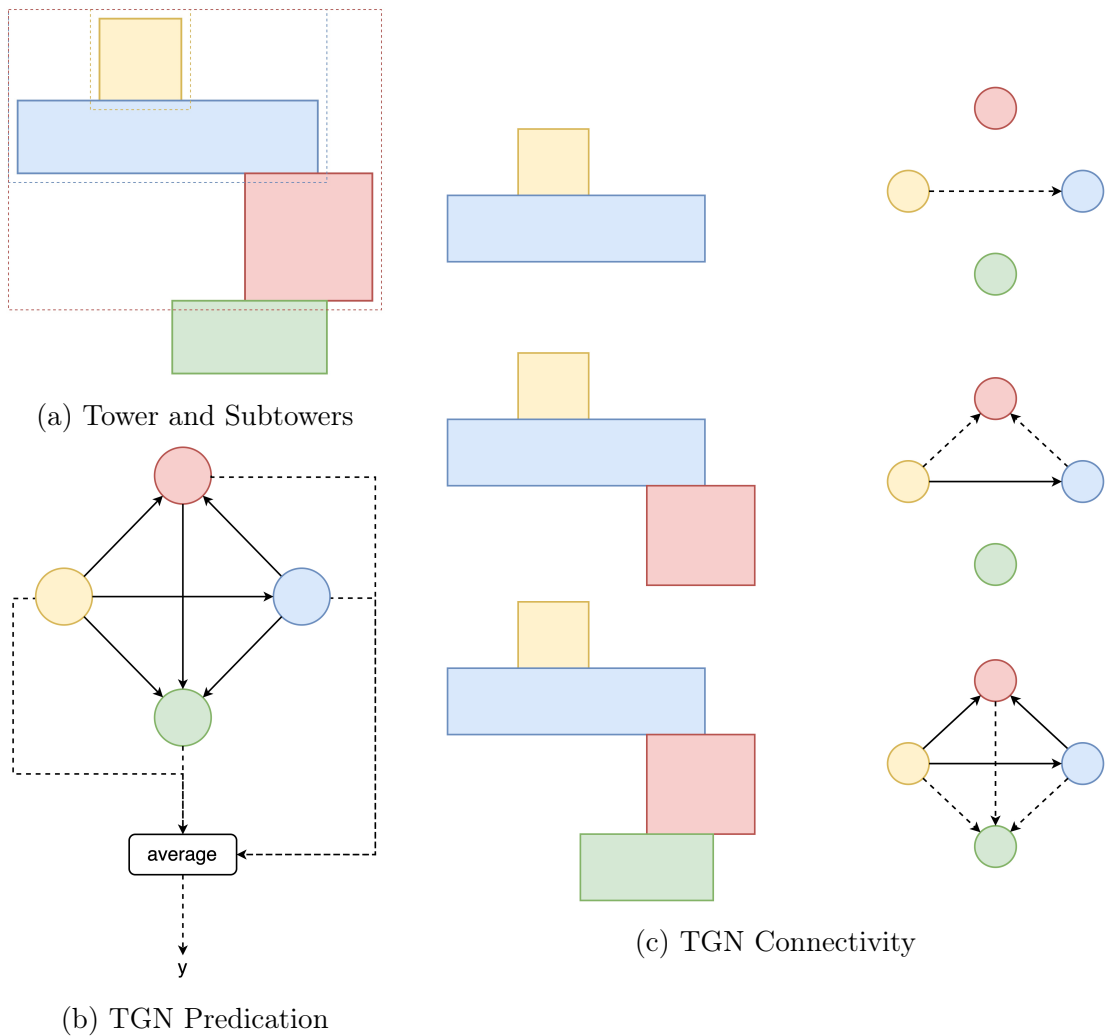 (a) Tower and Subtowers
average
y
(b) TGN Predication
(c) TGN Connectivity